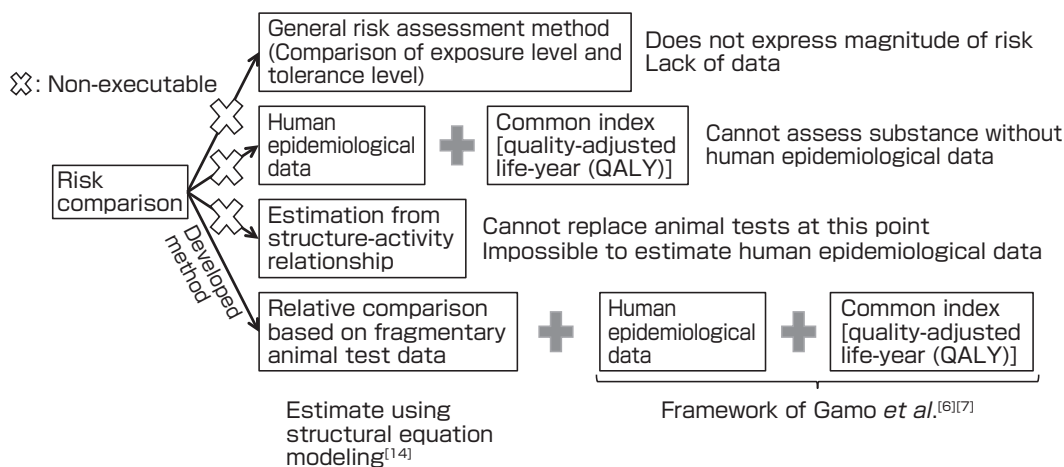 General risk assessment method
(Comparison of exposure level and
tolerance level)
Does not express magnitude of risk
Lack of data
: Non-executable
Human
epidemiological
data
Common index
[quality-adjusted
life-year (QALY)]
Cannot assess substance without
human epidemiological data
Risk
comparison
Estimation from
structure-activity
relationship
Cannot replace animal tests at this point
Impossible to estimate human epidemiological data
Developed
method
Relative comparison
based on fragmentary
animal test data
Human
epidemiological
data
Common index
[quality-adjusted
life-year (QALY)]
Estimate using
structural equation
modeling[14]
Framework of Gamo et al.[6][7]